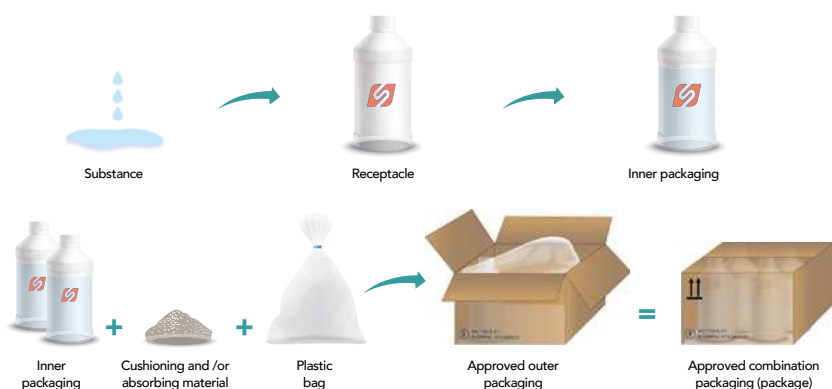 Substance
Receptacle
Inner packaging
+
+
=
Inner
packaging
Cushioning and /or
absorbing material
Plastic
bag
Approved outer
packaging
Approved combination
packaging (package)